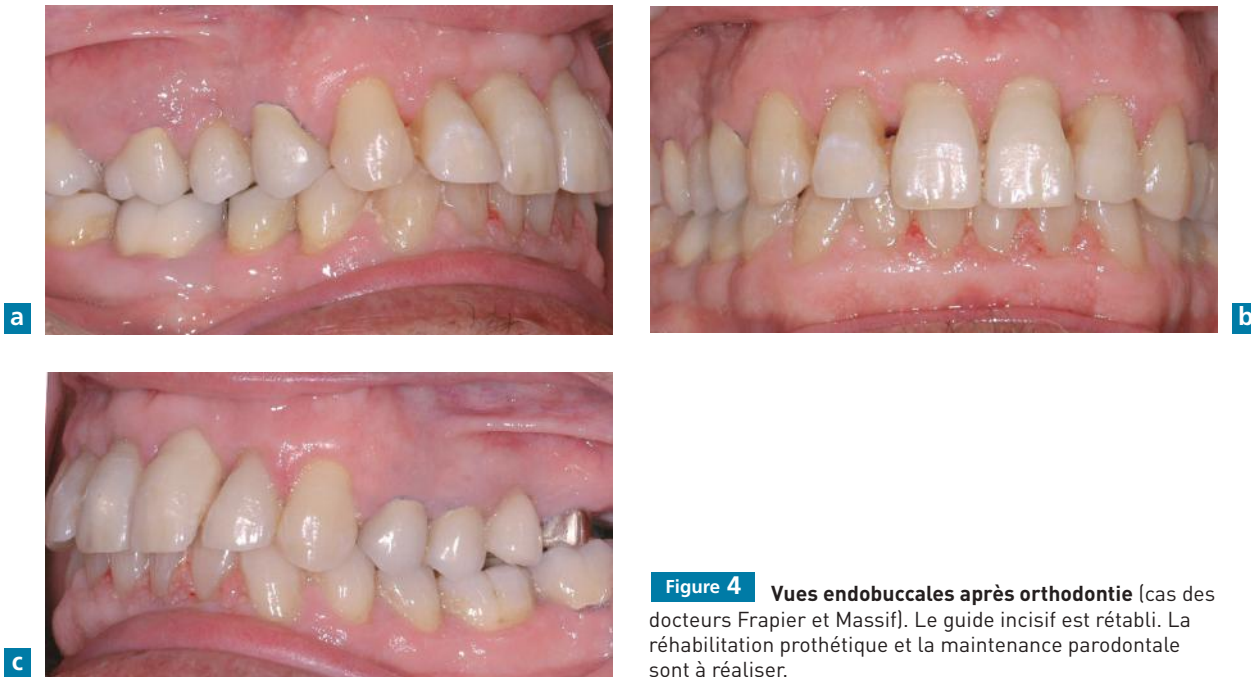 a
b
c
Figure 4 Vues endobuccales après orthodontie (cas des
docteurs Frapier et Massif). Le guide incisif est rétabli. La
réhabilitation prothétique et la maintenance parodontale
sont à réaliser.